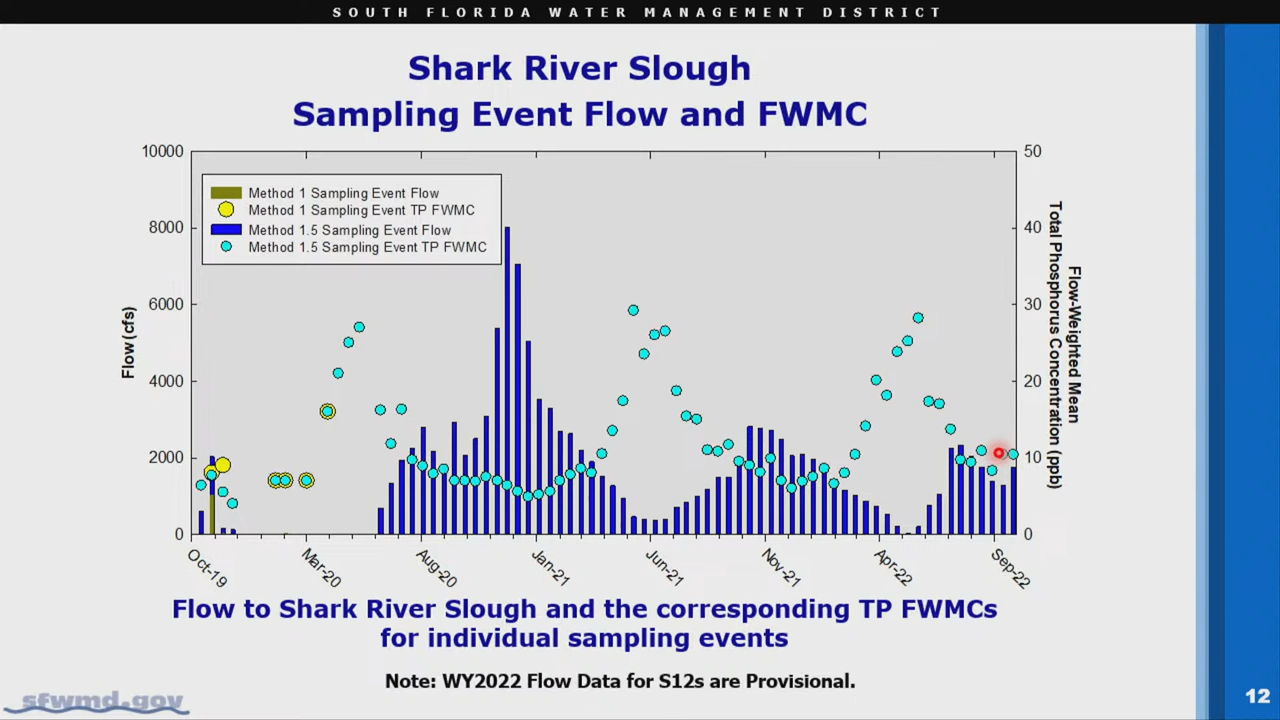 SOUTH FLORIDA WATER MANAGEMENT DISTRICT
Shark River Slough
Sampling Event Flow and FWMC
10000
8000
6000
4000
2000
0
Flow (cfs)
Method 1 Sampling Event Flow
Method 1 Sampling Event TP FWMC
Method 1.5 Sampling Event Flow
Method 1.5 Sampling Event TP FWMC
50
40
30
20
10
0
Flow-Weighted Mean
Total Phosphorus Concentration (ppb)
Oct-19
Mar-20
Aug-20
Jan-21
Jun-21
Nov-21
Apr-22
Sep-22
Flow to Shark River Slough and the corresponding TP FWMCs
for individual sampling events
Note: WY2022 Flow Data for S12s are Provisional.
sfwmd.gov
12